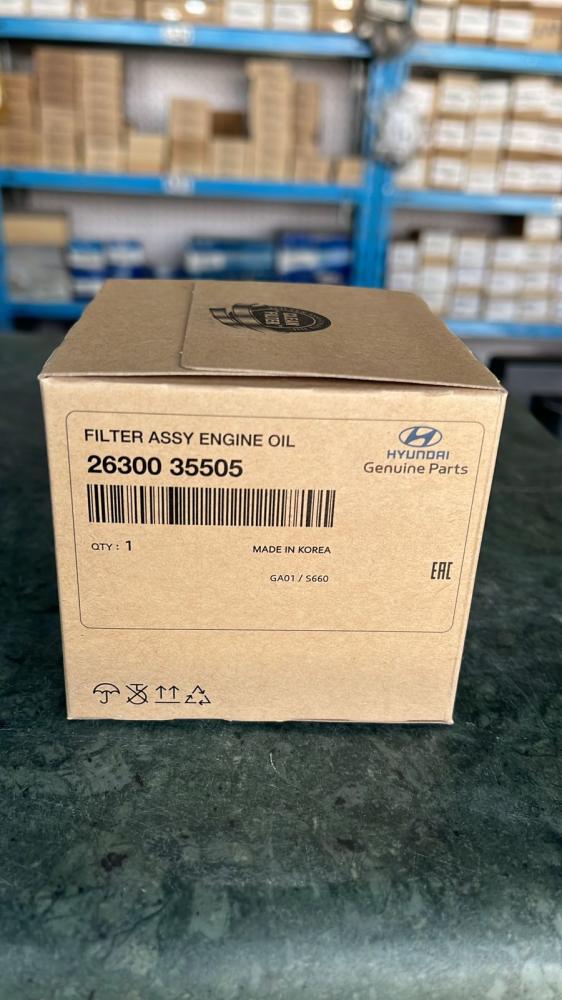 FILTER ASSY ENGINE OIL
26300 35505
HYUNDAI
Genuine Parts
QTY : 1
MADE IN KOREA
GA01 / S660
EAC